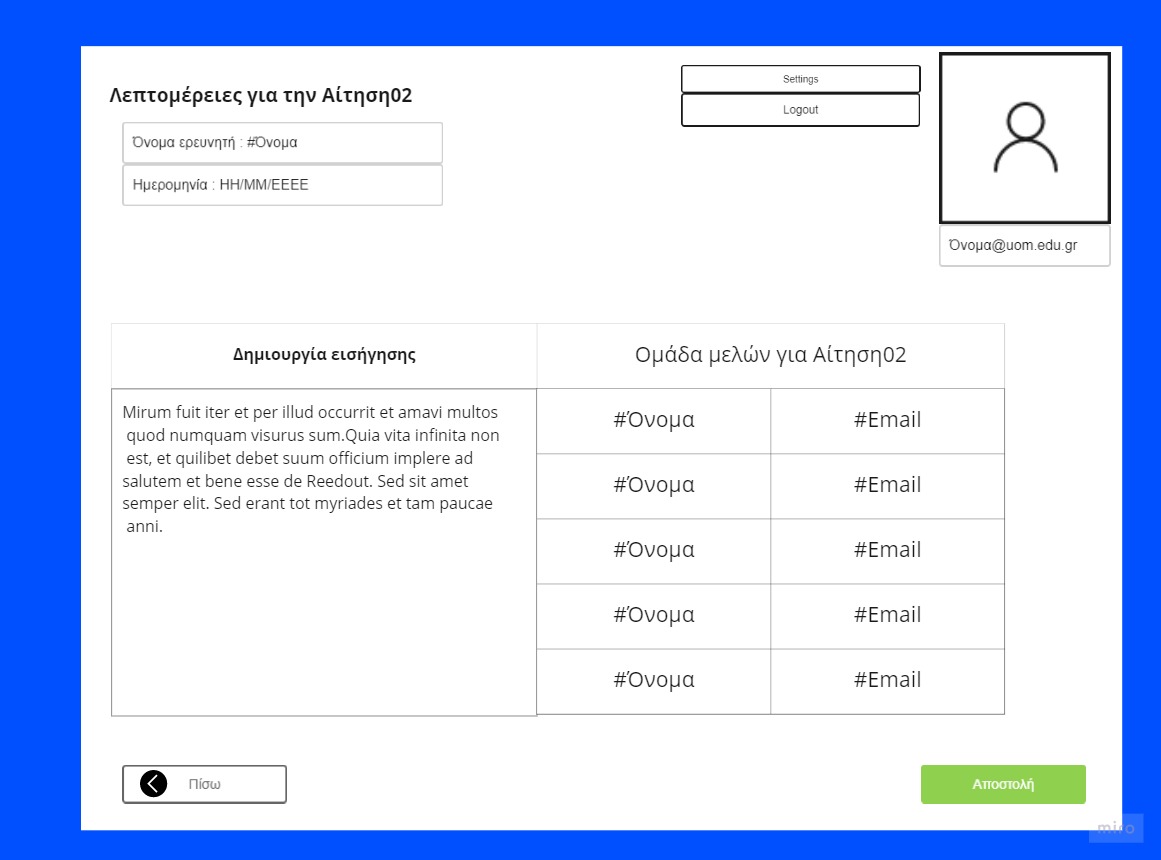 Λεπτομέρειες για την Αίτηση02
Settings
Logout
Όνομα ερευνητή : #Όνομα
Ημερομηνία : ΗΗ/ΜΜ/ΕΕΕΕ
Όνομα@uom.edu.gr
Δημιουργία εισήγησης
Ομάδα μελών για Αίτηση02
Mirum fuit iter et per illud occurrit et amavi multos
quod numquam visurus sum.Quia vita infinita non
est, et quilibet debet suum officium implere ad
salutem et bene esse de Reedout. Sed sit amet
semper elit. Sed erant tot myriades et tam paucae
anni.
#Όνομα #Email
#Όνομα #Email
#Όνομα #Email
#Όνομα #Email
#Όνομα #Email
Πίσω
Αποστολή
miro